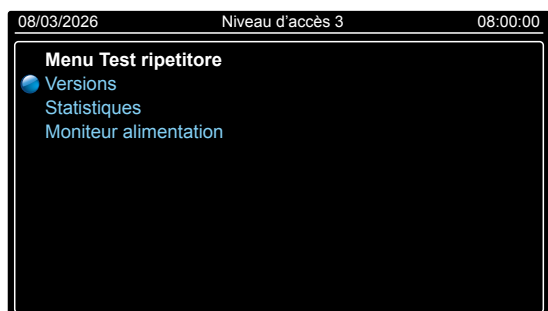 08/03/2026 Niveau d'accès 3 08:00:00
Menu Test ripetitore
Versions
Statistiques
Moniteur alimentation